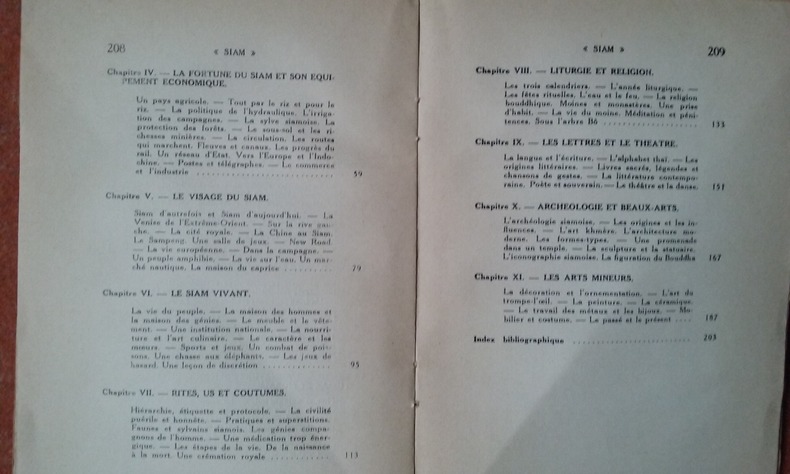 208
« SIAM »
Chapitre IV. — LA FORTUNE DU SIAM ET SON EQUI-
PEMENT ECONOMIQUE.
Un pays agricole. — Tout par le riz et pour le
riz. — La politique de l'hydraulique. L'irriga-
tion des campagnes. — La sylve siamoise. La
protection des forêts. — Le sous-sol et les ri-
chesses minières. — La circulation. Les routes
qui marchent. Fleuves et canaux. Les progrès du
rail. Un réseau d'Etat. Vers l'Europe et l'Indo-
chine. — Postes et télégraphes. — Le commerce
et l'industrie 59
Chapitre V. — LE VISAGE DU SIAM.
Siam d'autrefois et Siam d'aujourd'hui. — La
Venise de l'Extrême-Orient. — Sur la rive gau-
che. — La cité royale. — La Chine au Siam.
Le Sampeng. Une salle de jeux. — New Road.
— La vie européenne. — Dans la campagne. —
Un peuple amphibie. — La vie sur l'eau. Un mar-
ché nautique. La maison du caprice ........... 79
Chapitre VI. — LE SIAM VIVANT.
La vie du peuple. — La maison des hommes et
la maison des génies. — Le meuble et le vête-
ment. — Une institution nationale. — La nourri-
ture et l'art culinaire. — Le caractère et les
mœurs. — Sports et jeux. Un combat de pois-
sons. Une chasse aux éléphants. — Les jeux de
hasard. Une leçon de discrétion ............. 95
Chapitre VII. — RITES, US ET COUTUMES.
Hiérarchie, étiquette et protocole. — La civilité
puérile et honnête. — Pratiques et superstitions.
Faunes et sylvains siamois. Les génies compa-
gnons de l'homme. — Une médication trop éner-
gique. — Les étapes de la vie. De la naissance
à la mort. Une crémation royale ............ 113
« SIAM »
209
Chapitre VIII. — LITURGIE ET RELIGION.
Les trois calendriers. — L'année liturgique. —
Les fêtes rituelles. L'eau et le feu. — La religion
bouddhique. Moines et monastères. Une prise
d'habit. — La vie du moine. Méditation et péni-
tences. Sous l'arbre Bô ................... 133
Chapitre IX. — LES LETTRES ET LE THEATRE.
La langue et l'écriture. — L'alphabet thaï. — Les
origines littéraires. — Livres sacrés, légendes et
chansons de gestes. — La littérature contempo-
raine. Poète et souverain. — Le théâtre et la danse. 151
Chapitre X. — ARCHEOLOGIE ET BEAUX-ARTS.
L'archéologie siamoise. — Les origines et les in-
fluences. — L'art khmère. L'architecture mo-
derne. Les formes-types. — Une promenade
dans un temple. — La sculpture et la statuaire.
L'iconographie siamoise. La figuration du Bouddha 167
Chapitre XI. — LES ARTS MINEURS.
La décoration et l'ornementation. — L'art du
trompe-l'œil. — La peinture. — La céramique.
— Le travail des métaux et les bijoux. — Mo-
bilier et costume. — Le passé et le présent .... 187
Index bibliographique ..................... 203